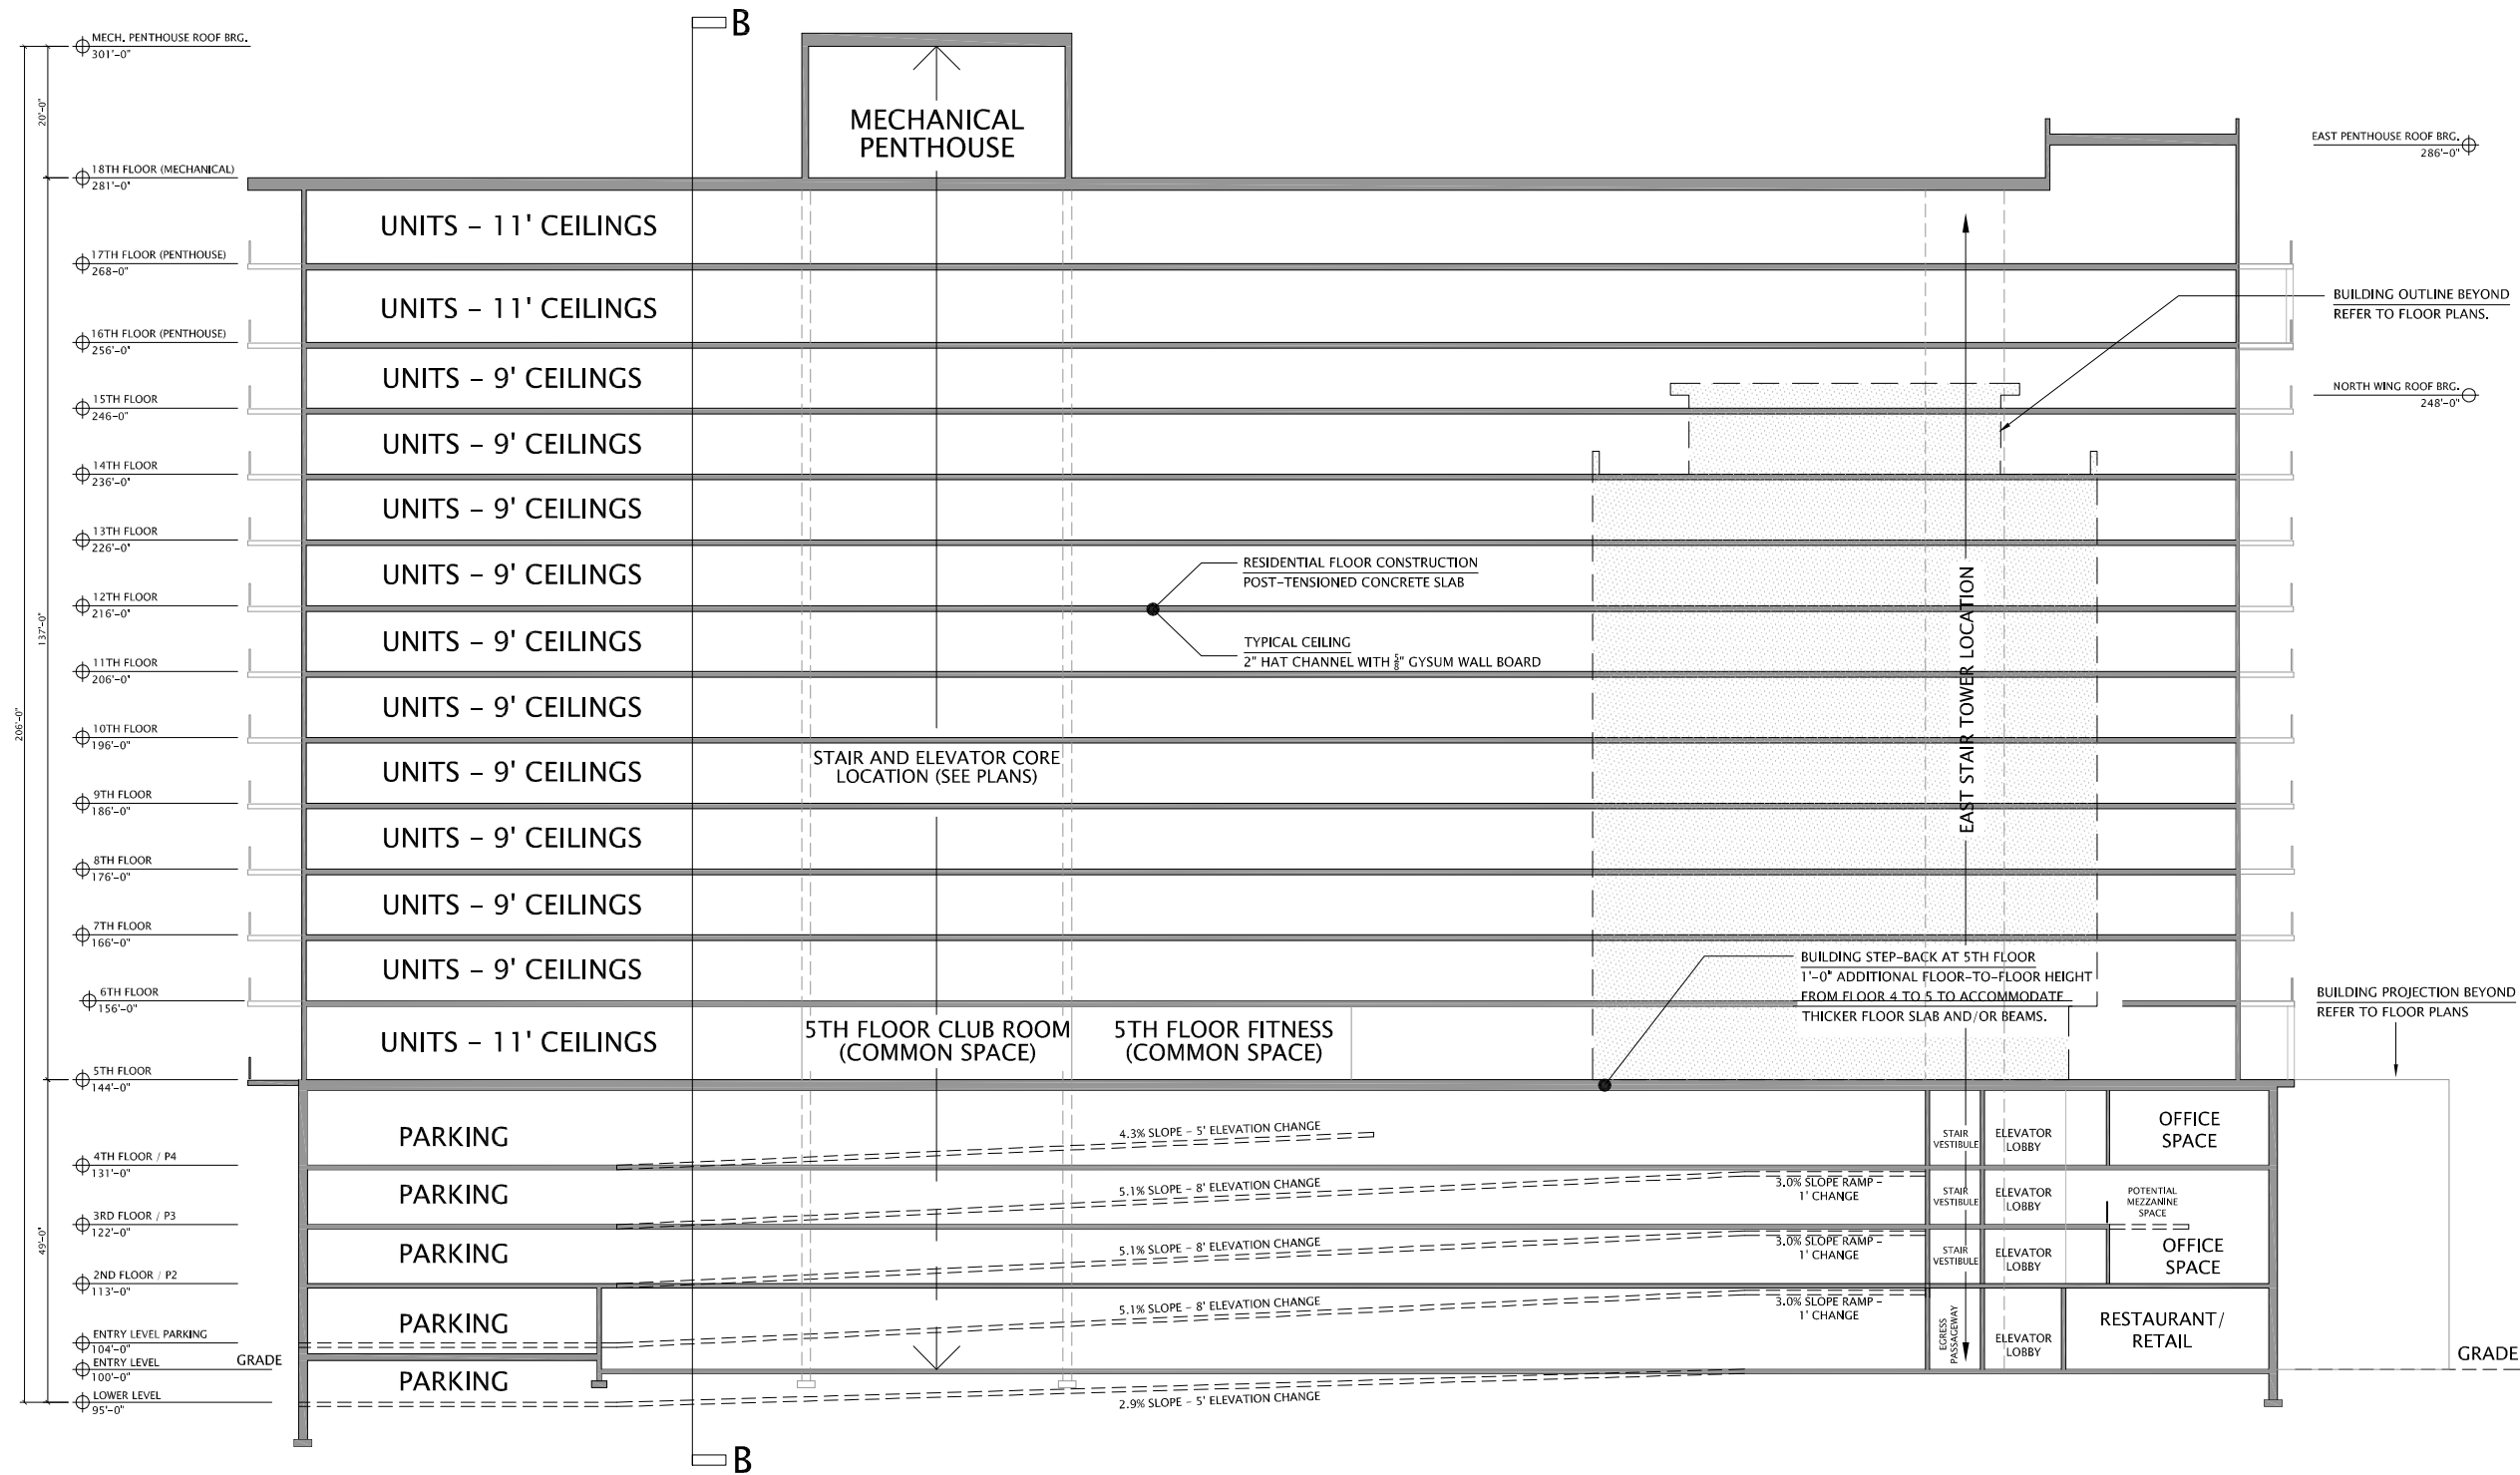 B
MECH. PENTHOUSE ROOF BRG.
301'-0"
20'-0"
MECHANICAL
PENTHOUSE
EAST PENTHOUSE ROOF BRG.
286'-0"
18TH FLOOR (MECHANICAL)
281'-0"
UNITS – 11' CEILINGS
17TH FLOOR (PENTHOUSE)
268-0"
UNITS – 11' CEILINGS
BUILDING OUTLINE BEYOND
REFER TO FLOOR PLANS.
16TH FLOOR (PENTHOUSE)
256'-0"
UNITS – 9' CEILINGS
NORTH WING ROOF BRG.
248'-0"
15TH FLOOR
246-0"
UNITS – 9' CEILINGS
14TH FLOOR
236'-0"
UNITS – 9' CEILINGS
13TH FLOOR
226'-0"
UNITS – 9' CEILINGS
RESIDENTIAL FLOOR CONSTRUCTION
POST-TENSIONED CONCRETE SLAB
12TH FLOOR
216'-0"
137'-0"
UNITS – 9' CEILINGS
TYPICAL CEILING
2" HAT CHANNEL WITH 5/8" GYSUM WALL BOARD
EAST STAIR TOWER LOCATION
11TH FLOOR
206'-0"
UNITS – 9' CEILINGS
206'-0"
10TH FLOOR
196'-0"
UNITS – 9' CEILINGS
STAIR AND ELEVATOR CORE
LOCATION (SEE PLANS)
9TH FLOOR
186'-0"
UNITS – 9' CEILINGS
8TH FLOOR
176'-0"
UNITS – 9' CEILINGS
7TH FLOOR
166'-0"
UNITS – 9' CEILINGS
BUILDING STEP-BACK AT 5TH FLOOR
1'-0" ADDITIONAL FLOOR-TO-FLOOR HEIGHT
FROM FLOOR 4 TO 5 TO ACCOMMODATE
THICKER FLOOR SLAB AND/OR BEAMS.
6TH FLOOR
156'-0"
BUILDING PROJECTION BEYOND
REFER TO FLOOR PLANS
UNITS – 11' CEILINGS
5TH FLOOR CLUB ROOM
(COMMON SPACE)
5TH FLOOR FITNESS
(COMMON SPACE)
5TH FLOOR
144'-0"
PARKING
4.3% SLOPE – 5' ELEVATION CHANGE
STAIR
VESTIBULE
ELEVATOR
LOBBY
OFFICE
SPACE
4TH FLOOR / P4
131'-0"
PARKING
5.1% SLOPE – 8' ELEVATION CHANGE
3.0% SLOPE RAMP –
1' CHANGE
STAIR
VESTIBULE
ELEVATOR
LOBBY
POTENTIAL
MEZZANINE
SPACE
3RD FLOOR / P3
122'-0"
49'-0"
PARKING
5.1% SLOPE – 8' ELEVATION CHANGE
3.0% SLOPE RAMP –
1' CHANGE
STAIR
VESTIBULE
ELEVATOR
LOBBY
OFFICE
SPACE
2ND FLOOR / P2
113'-0"
PARKING
5.1% SLOPE – 8' ELEVATION CHANGE
3.0% SLOPE RAMP –
1' CHANGE
EGRESS
PASSAGEWAY
ELEVATOR
LOBBY
RESTAURANT/
RETAIL
ENTRY LEVEL PARKING
104'-0"
GRADE
GRADE
ENTRY LEVEL
100'-0"
PARKING
2.9% SLOPE – 5' ELEVATION CHANGE
LOWER LEVEL
95'-0"
B